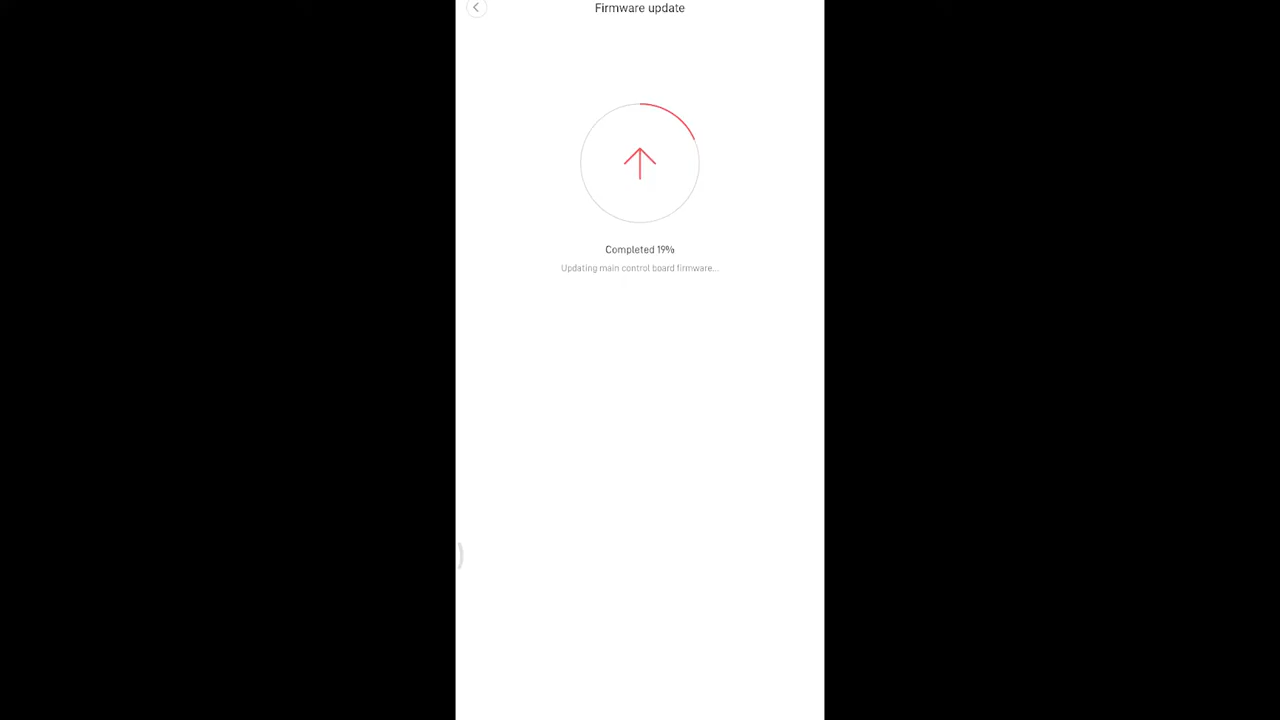 Firmware update
Completed 19%
Updating main control board firmware...